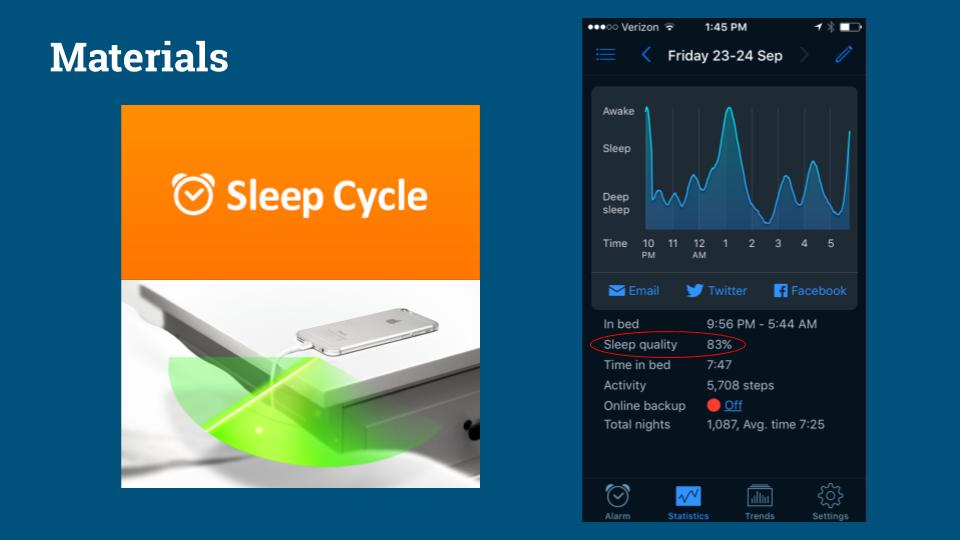 Materials
Sleep Cycle
Verizon 1:45 PM
Friday 23-24 Sep
Awake
Sleep
Deep
sleep
Time 10 11 12 1 2 3 4 5
PM AM
Email Twitter Facebook
In bed 9:56 PM - 5:44 AM
Sleep quality 83%
Time in bed 7:47
Activity 5,708 steps
Online backup Off
Total nights 1,087, Avg. time 7:25
Alarm Statistics Trends Settings